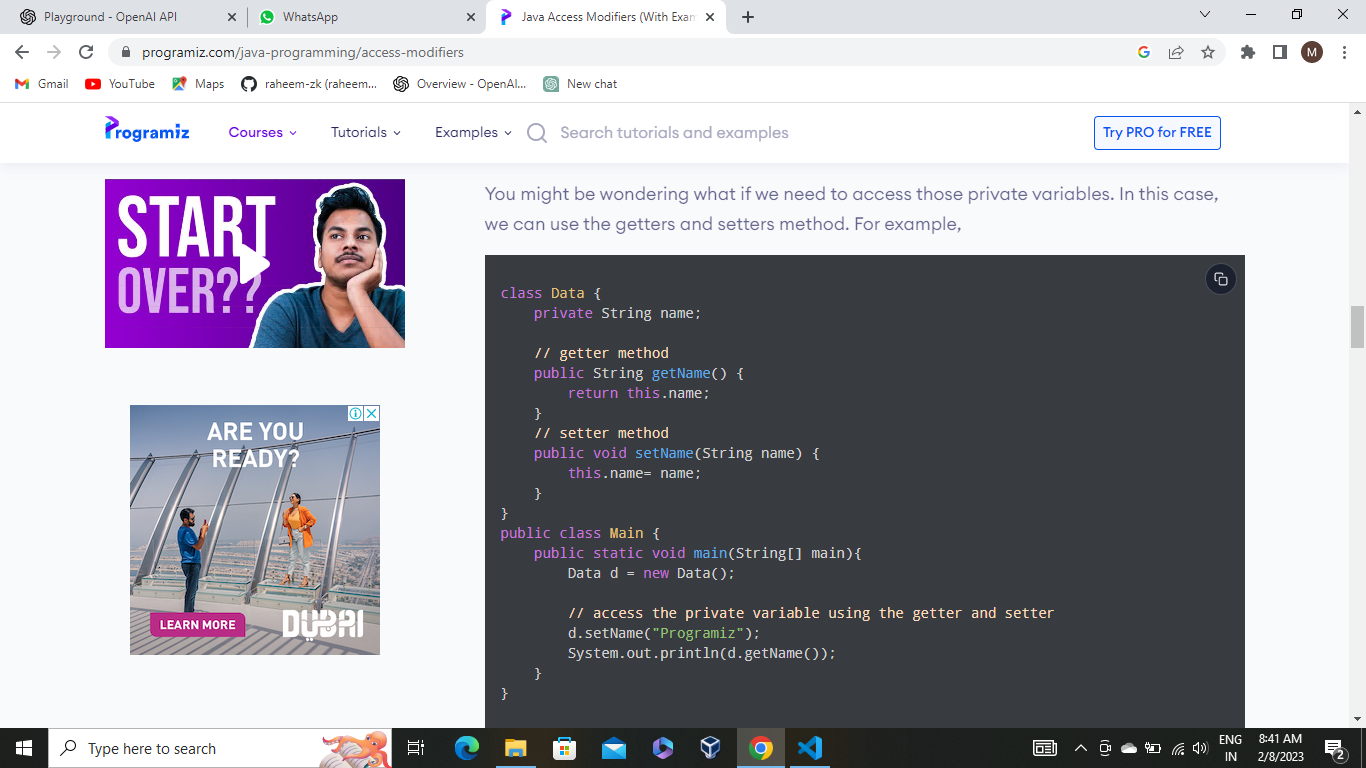 Playground - OpenAI API
WhatsApp
Java Access Modifiers (With Exam
programiz.com/java-programming/access-modifiers
M
Gmail
YouTube
Maps
raheem-zk (raheem...
Overview - OpenAI...
New chat
Programiz
Courses
Tutorials
Examples
Search tutorials and examples
Try PRO for FREE
START
OVER??
ARE YOU
READY?
LEARN MORE
DUBAI
You might be wondering what if we need to access those private variables. In this case,
we can use the getters and setters method. For example,
class Data {
    private String name;
    // getter method
    public String getName() {
        return this.name;
    }
    // setter method
    public void setName(String name) {
        this.name= name;
    }
}
public class Main {
    public static void main(String[] main){
        Data d = new Data();
        // access the private variable using the getter and setter
        d.setName("Programiz");
        System.out.println(d.getName());
    }
}
Type here to search
ENG
IN
8:41 AM
2/8/2023
2